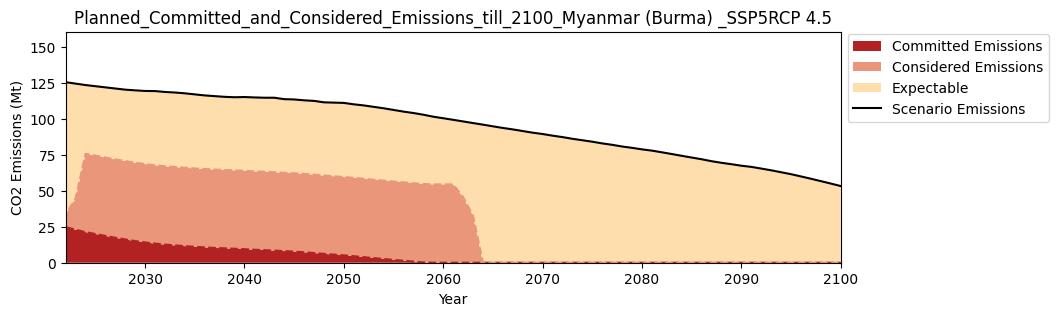 Planned_Committed_and_Considered_Emissions_till_2100_Myanmar (Burma) _SSP5RCP 4.5
CO2 Emissions (Mt)
150
125
100
75
50
25
0
2030 2040 2050 2060 2070 2080 2090 2100
Year
Committed Emissions
Considered Emissions
Expectable
Scenario Emissions